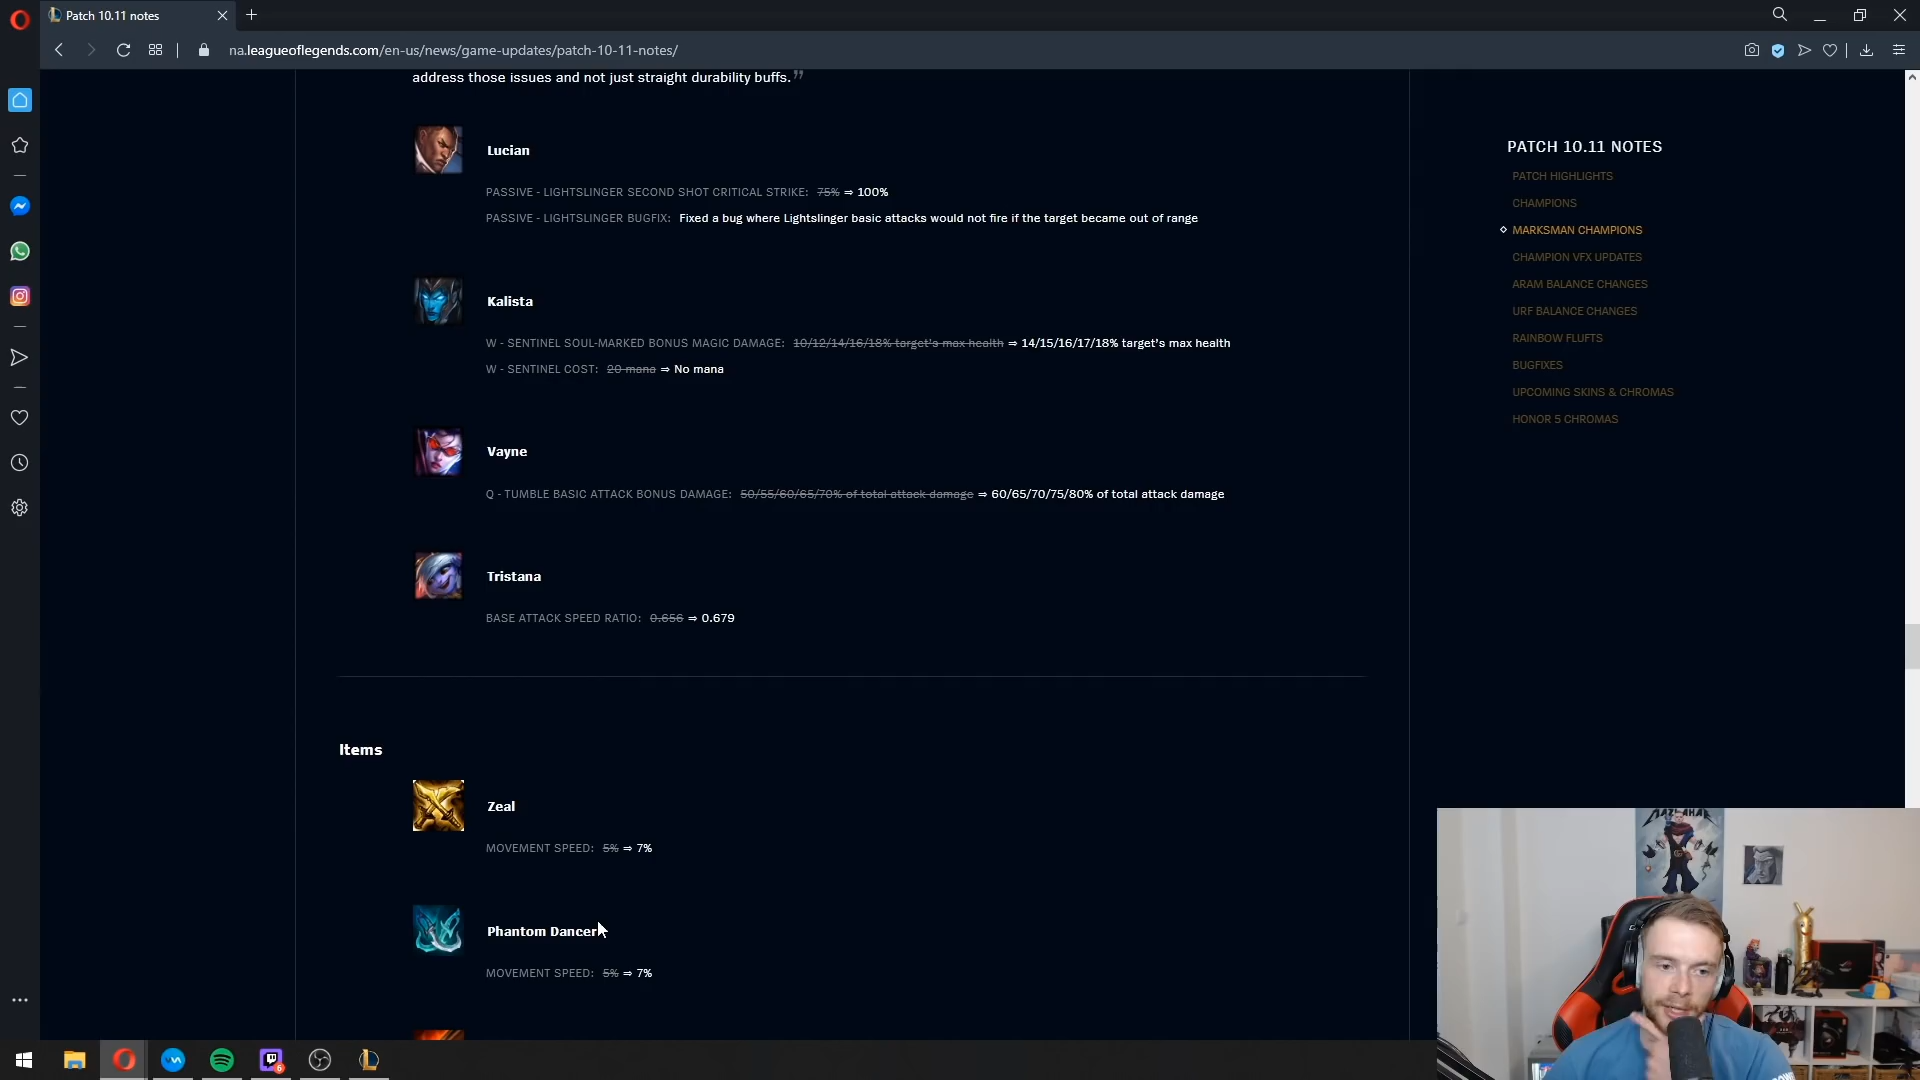 Patch 10.11 notes
na.leagueoflegends.com/en-us/news/game-updates/patch-10-11-notes/
address those issues and not just straight durability buffs.”
Lucian
PASSIVE - LIGHTSLINGER SECOND SHOT CRITICAL STRIKE: 75% ⇒ 100%
PASSIVE - LIGHTSLINGER BUGFIX: Fixed a bug where Lightslinger basic attacks would not fire if the target became out of range
Kalista
W - SENTINEL SOUL-MARKED BONUS MAGIC DAMAGE: 10/12/14/16/18% target's max health ⇒ 14/15/16/17/18% target's max health
W - SENTINEL COST: 20 mana ⇒ No mana
Vayne
Q - TUMBLE BASIC ATTACK BONUS DAMAGE: 50/55/60/65/70% of total attack damage ⇒ 60/65/70/75/80% of total attack damage
Tristana
BASE ATTACK SPEED RATIO: 0.656 ⇒ 0.679
Items
Zeal
MOVEMENT SPEED: 5% ⇒ 7%
Phantom Dancer
MOVEMENT SPEED: 5% ⇒ 7%
PATCH 10.11 NOTES
PATCH HIGHLIGHTS
CHAMPIONS
MARKSMAN CHAMPIONS
CHAMPION VFX UPDATES
ARAM BALANCE CHANGES
URF BALANCE CHANGES
RAINBOW FLUFTS
BUGFIXES
UPCOMING SKINS & CHROMAS
HONOR 5 CHROMAS
6